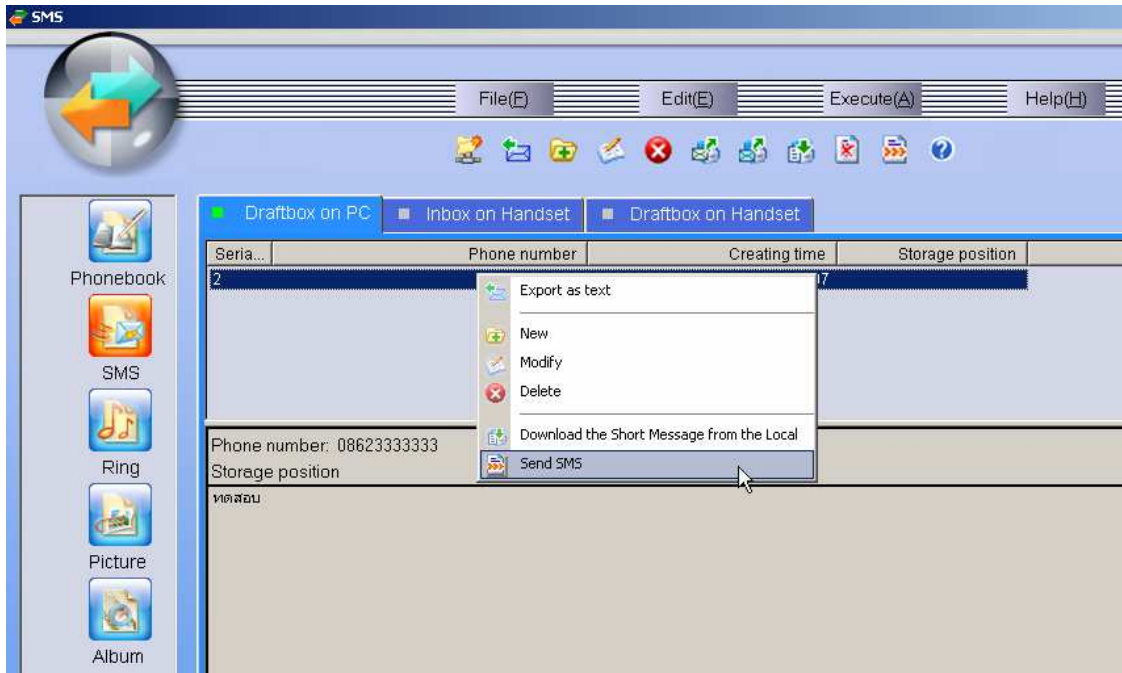 SMS
File(F) Edit(E) Execute(A) Help(H)
Draftbox on PC Inbox on Handset Draftbox on Handset
Seria... Phone number Creating time Storage position
2 17
Export as text
New
Modify
Delete
Download the Short Message from the Local
Send SMS
Phone number: 08623333333
Storage position
ทดสอบ
Phonebook
SMS
Ring
Picture
Album